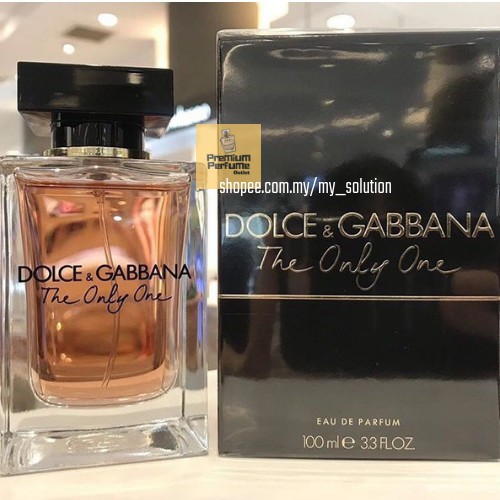 Premium
Perfume
Outlet
shopee.com.my/my_solution
DOLCE & GABBANA
The Only One
DOLCE & GABBANA
The Only One
EAU DE PARFUM
100 ml e 3.3 FL.OZ.